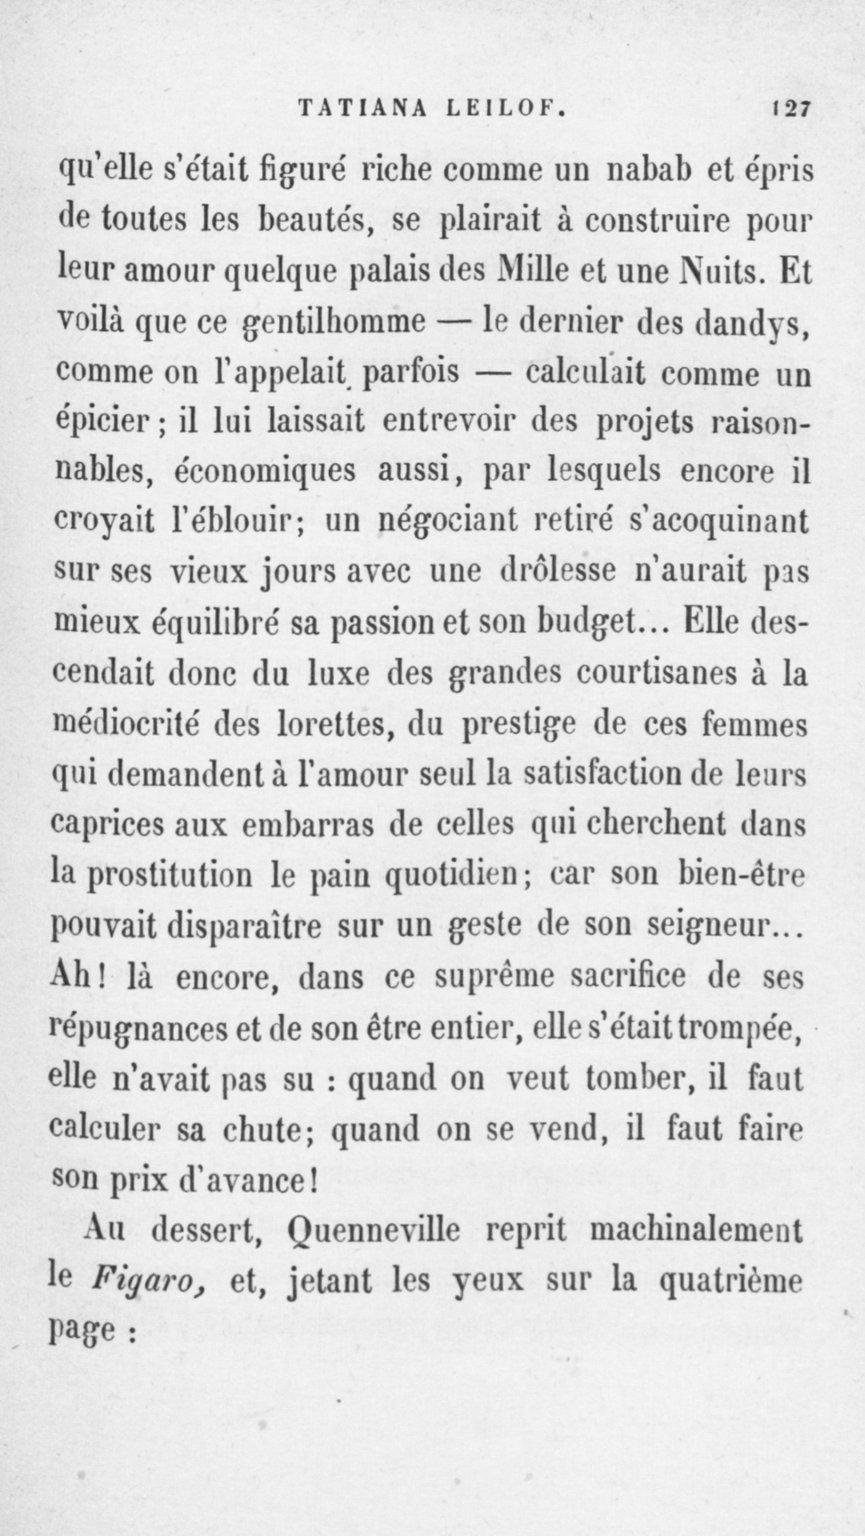 TATIANA LEILOF. 127
qu'elle s'était figuré riche comme un nabab et épris
de toutes les beautés, se plairait à construire pour
leur amour quelque palais des Mille et une Nuits. Et
voilà que ce gentilhomme — le dernier des dandys,
comme on l'appelait parfois — calculait comme un
épicier ; il lui laissait entrevoir des projets raison-
nables, économiques aussi, par lesquels encore il
croyait l'éblouir; un négociant retiré s'acoquinant
sur ses vieux jours avec une drôlesse n'aurait pas
mieux équilibré sa passion et son budget... Elle des-
cendait donc du luxe des grandes courtisanes à la
médiocrité des lorettes, du prestige de ces femmes
qui demandent à l'amour seul la satisfaction de leurs
caprices aux embarras de celles qui cherchent dans
la prostitution le pain quotidien; car son bien-être
pouvait disparaître sur un geste de son seigneur...
Ah! là encore, dans ce suprême sacrifice de ses
répugnances et de son être entier, elle s'était trompée,
elle n'avait pas su : quand on veut tomber, il faut
calculer sa chute; quand on se vend, il faut faire
son prix d'avance!
Au dessert, Quenneville reprit machinalement
le Figaro, et, jetant les yeux sur la quatrième
page :